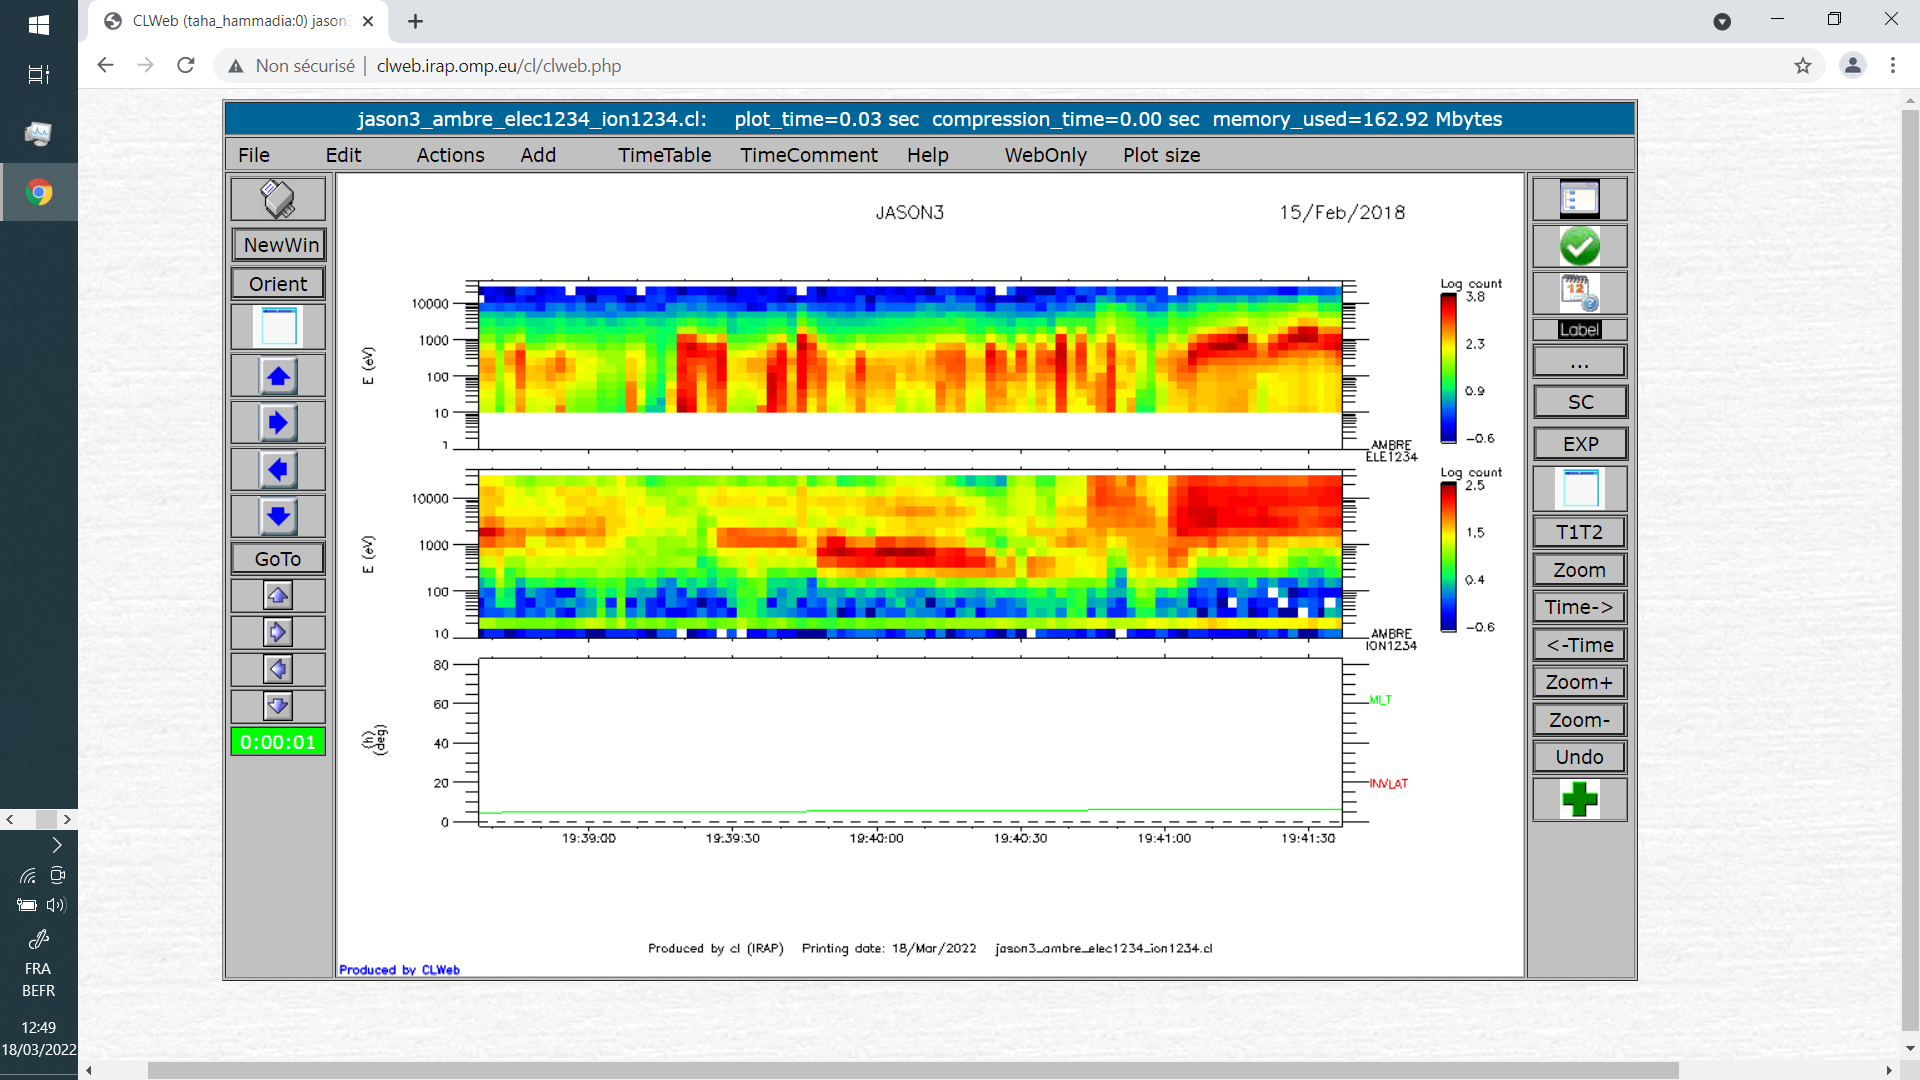 CLWeb (taha_hammadia:0) jason3
Non sécurisé | clweb.irap.omp.eu/cl/clweb.php
jason3_ambre_elec1234_ion1234.cl: plot_time=0.03 sec compression_time=0.00 sec memory_used=162.92 Mbytes
File Edit Actions Add TimeTable TimeComment Help WebOnly Plot size
NewWin
Orient
GoTo
0:00:01
JASON3 15/Feb/2018
10000
1000
100
10
1
E (eV)
Log count
3.8
2.3
0.9
-0.6
AMBRE
ELE1234
10000
1000
100
10
E (eV)
Log count
2.5
1.5
0.4
-0.6
AMBRE
ION1234
80
60
40
20
0
(h)
(deg)
MLT
INVLAT
19:39:00 19:39:30 19:40:00 19:40:30 19:41:00 19:41:30
Produced by cl (IRAP) Printing date: 18/Mar/2022 jason3_ambre_elec1234_ion1234.cl
Produced by CLWeb
12
Label
...
SC
EXP
T1T2
Zoom
Time->
<-Time
Zoom+
Zoom-
Undo
FRA
BEFR
12:49
18/03/2022